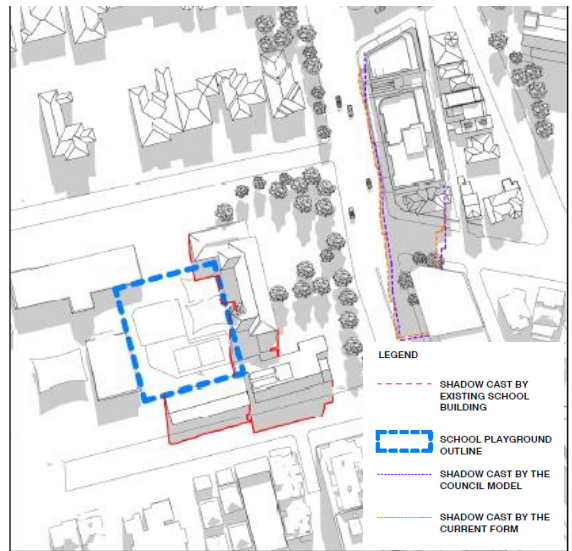 LEGEND
SHADOW CAST BY
EXISTING SCHOOL
BUILDING
SCHOOL PLAYGROUND
OUTLINE
SHADOW CAST BY THE
COUNCIL MODEL
SHADOW CAST BY THE
CURRENT FORM